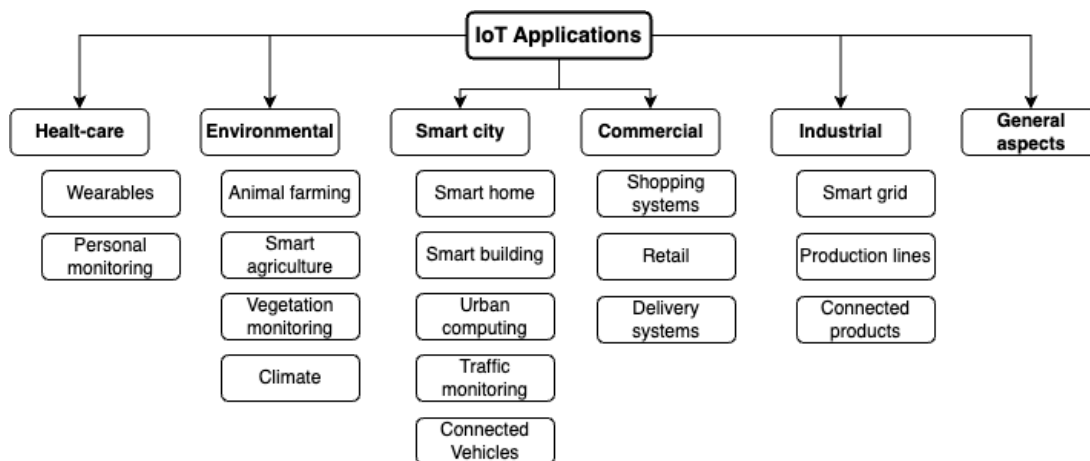 IoT Applications
Healt-care
Environmental
Smart city
Commercial
Industrial
General
aspects
Wearables
Personal
monitoring
Animal farming
Smart
agriculture
Vegetation
monitoring
Climate
Smart home
Smart building
Urban
computing
Traffic
monitoring
Connected
Vehicles
Shopping
systems
Retail
Delivery
systems
Smart grid
Production lines
Connected
products